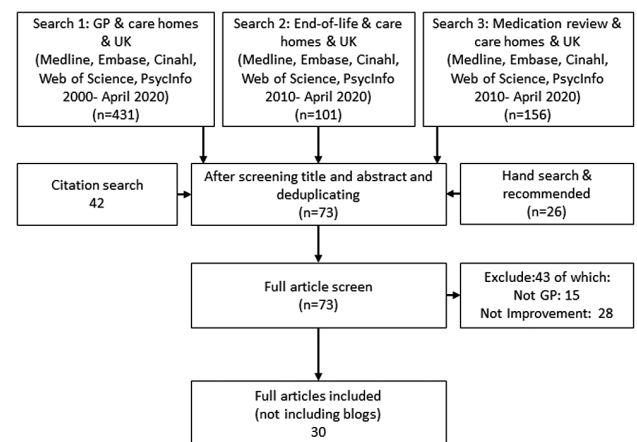 Search 1: GP & care homes
& UK
(Medline, Embase, Cinahl,
Web of Science, PsycInfo
2000- April 2020)
(n=431)
Search 2: End-of-life & care
homes & UK
(Medline, Embase, Cinahl,
Web of Science, PsycInfo
2010- April 2020)
(n=101)
Search 3: Medication review &
care homes & UK
(Medline, Embase, Cinahl,
Web of Science, PsycInfo
2010- April 2020)
(n=156)
Citation search
42
After screening title and abstract and
deduplicating
(n=73)
Hand search &
recommended
(n=26)
Full article screen
(n=73)
Exclude:43 of which:
Not GP: 15
Not Improvement: 28
Full articles included
(not including blogs)
30